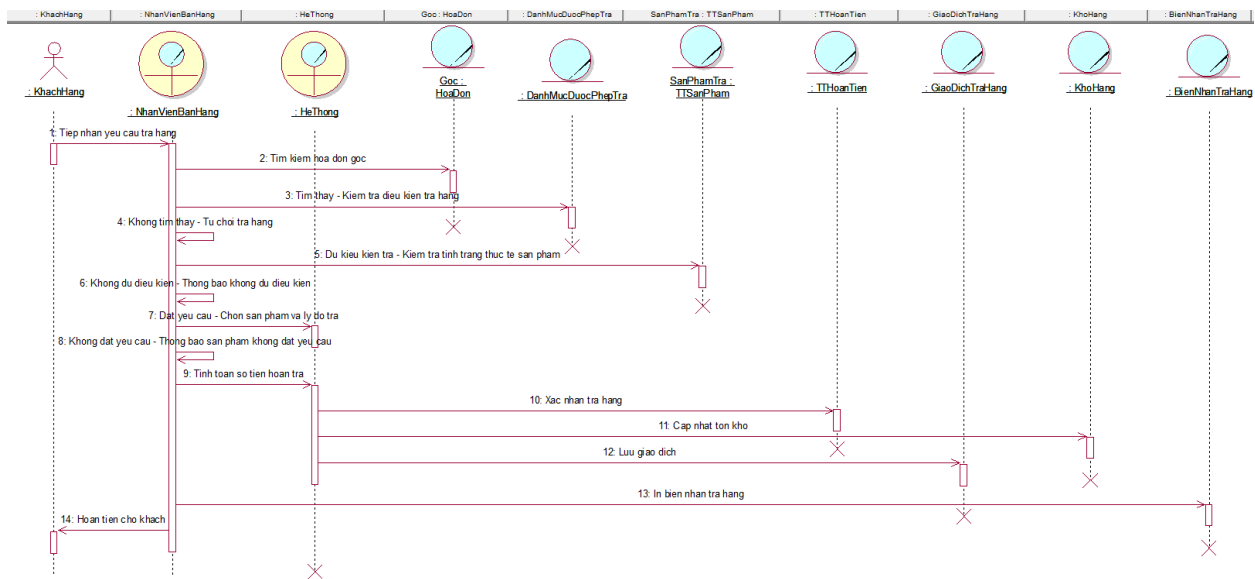 : KhachHang
: NhanVienBanHang
: HeThong
Goc : HoaDon
: DanhMucDuocPhepTra
SanPhamTra : TTSanPham
: TTHoanTien
: GiaoDichTraHang
: KhoHang
: BienNhanTraHang
: KhachHang
: NhanVienBanHang
: HeThong
Goc :
HoaDon
: DanhMucDuocPhepTra
SanPhamTra :
TTSanPham
: TTHoanTien
: GiaoDichTraHang
: KhoHang
: BienNhanTraHang
1: Tiep nhan yeu cau tra hang
2: Tim kiem hoa don goc
3: Tim thay - Kiem tra dieu kien tra hang
4: Khong tim thay - Tu choi tra hang
5: Du kieu kien tra - Kiem tra tinh trang thuc te san pham
6: Khong du dieu kien - Thong bao khong du dieu kien
7: Dat yeu cau - Chon san pham va ly do tra
8: Khong dat yeu cau - Thong bao san pham khong dat yeu cau
9: Tinh toan so tien hoan tra
10: Xac nhan tra hang
11: Cap nhat ton kho
12: Luu giao dich
13: In bien nhan tra hang
14: Hoan tien cho khach